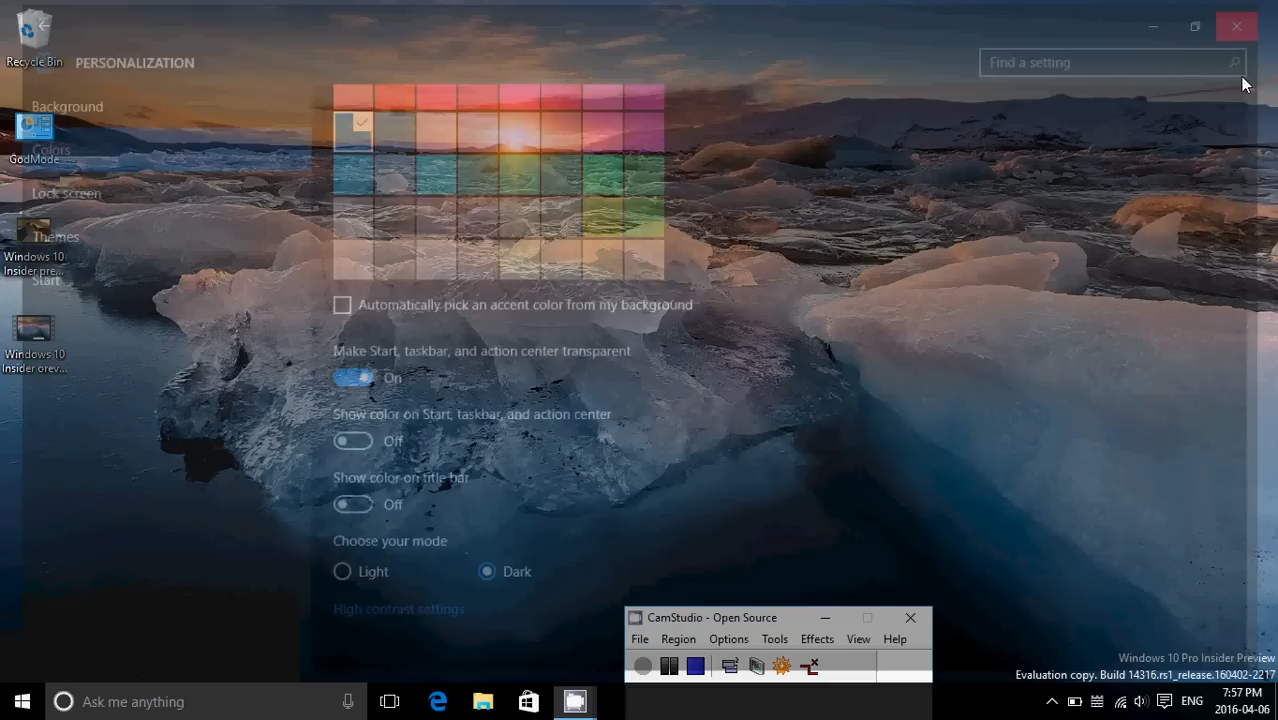 Recycle Bin
PERSONALIZATION
Find a setting
Background
GodMode
Colors
Lock screen
Themes
Windows 10
Insider pre...
Start
Windows 10
Insider orev...
Automatically pick an accent color from my background
Make Start, taskbar, and action center transparent
On
Show color on Start, taskbar, and action center
Off
Show color on title bar
Off
Choose your mode
Light
Dark
High contrast settings
CamStudio - Open Source
File Region Options Tools Effects View Help
Windows 10 Pro Insider Preview
Evaluation copy. Build 14316.rs1_release.160402-2217
Ask me anything
ENG
7:57 PM
2016-04-06